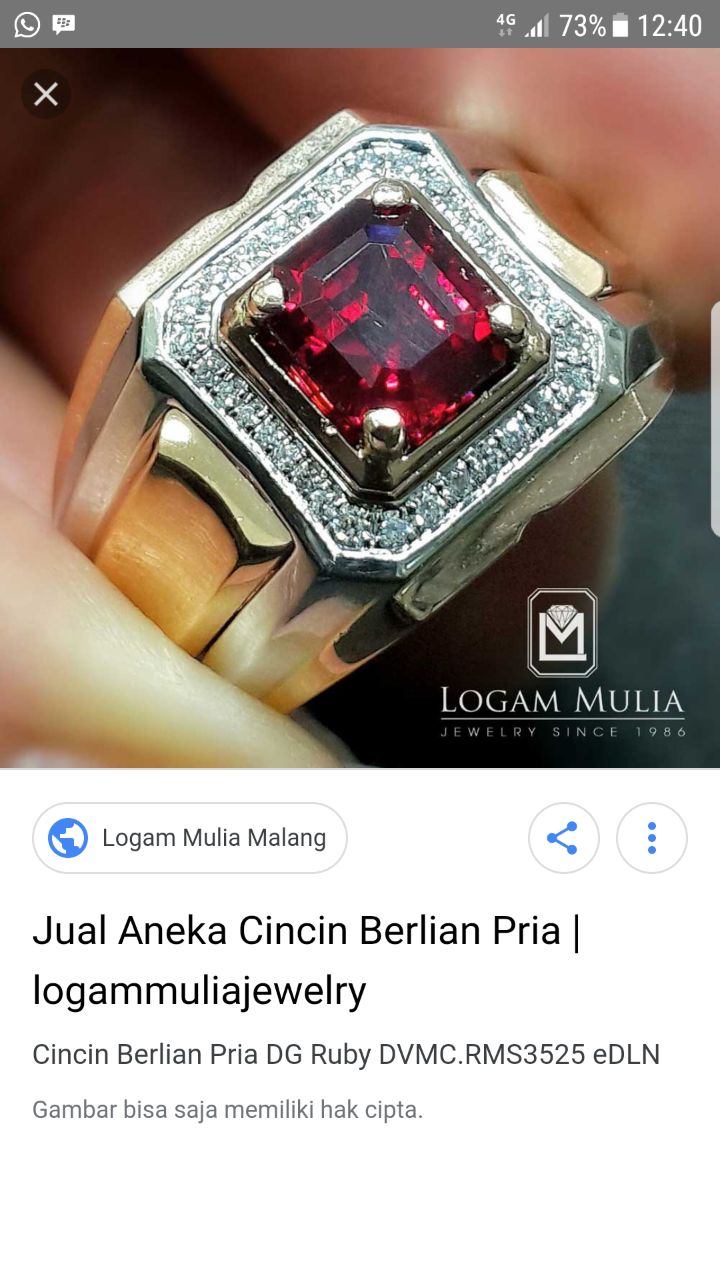 4G 73% 12:40
LM
LOGAM MULIA
JEWELRY SINCE 1986
Logam Mulia Malang
Jual Aneka Cincin Berlian Pria |
logammuliajewelry
Cincin Berlian Pria DG Ruby DVMC.RMS3525 eDLN
Gambar bisa saja memiliki hak cipta.